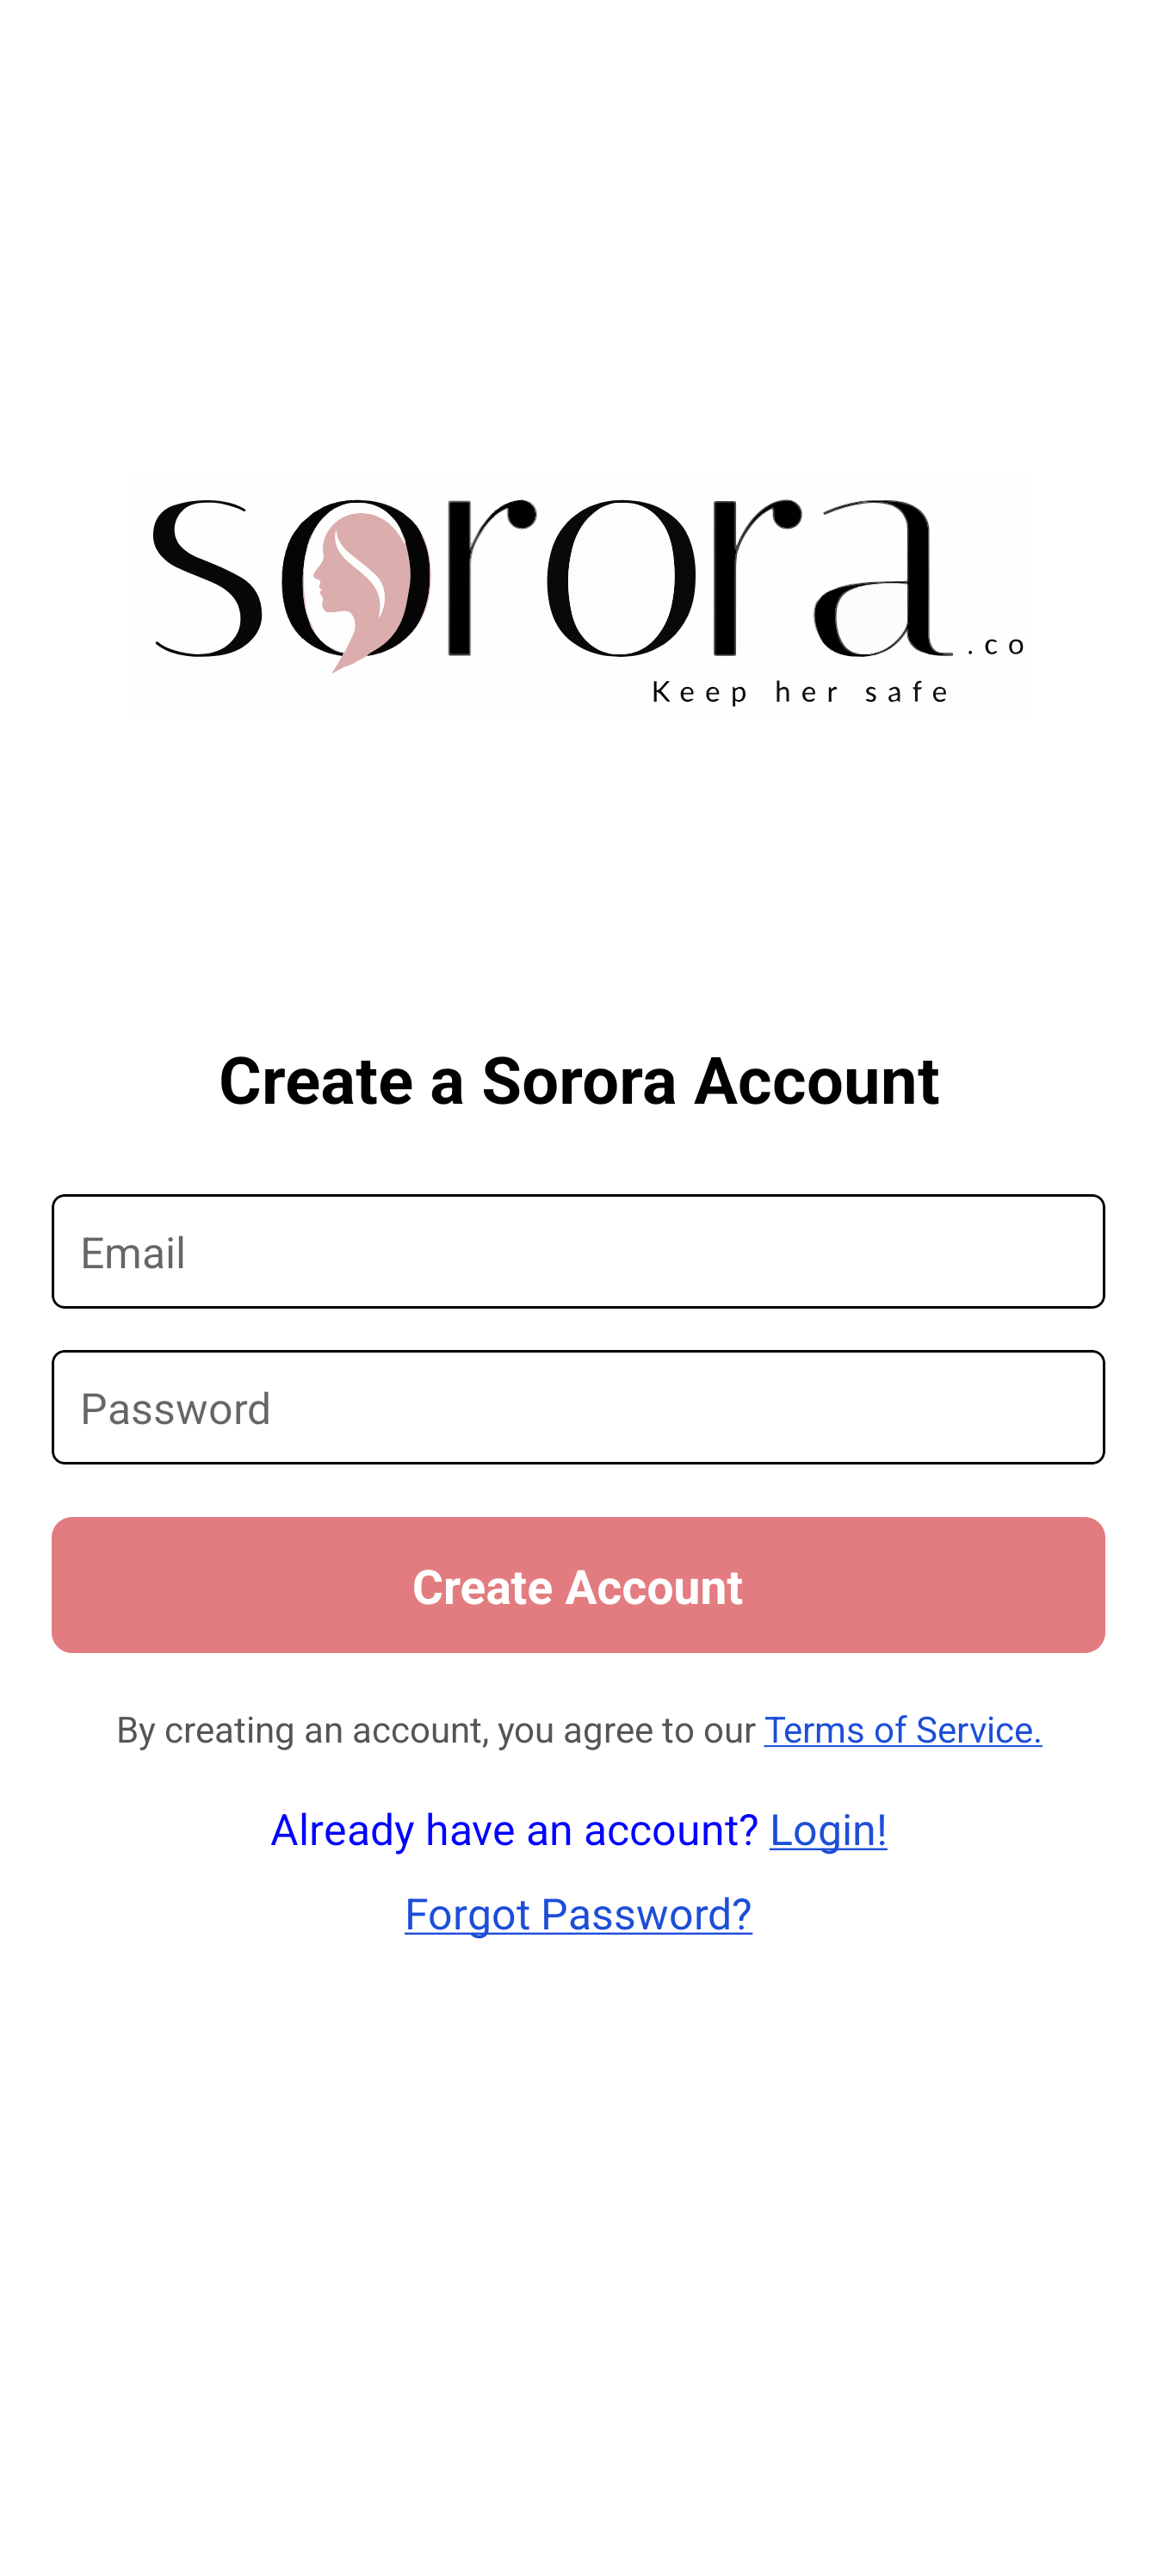 sorora.co
Keep her safe
Create a Sorora Account
Email
Password
Create Account
By creating an account, you agree to our Terms of Service.
Already have an account? Login!
Forgot Password?